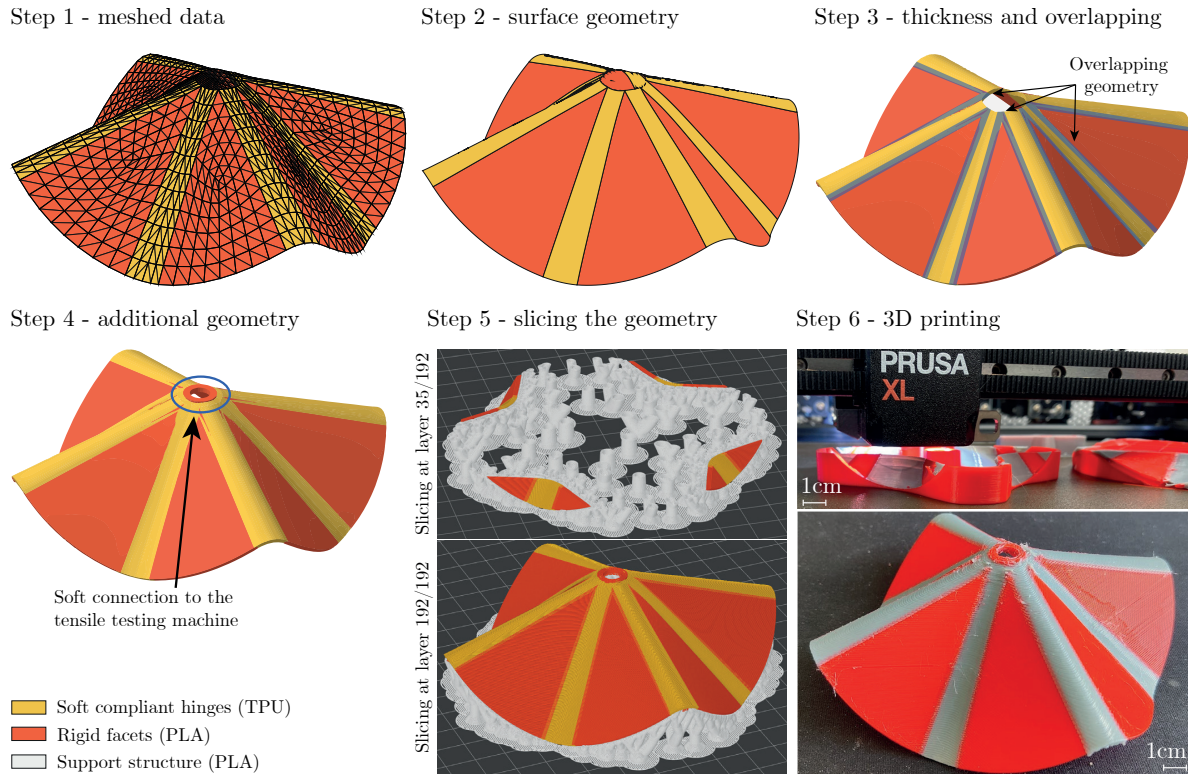 Step 1 - meshed data
Step 2 - surface geometry
Step 3 - thickness and overlapping
Overlapping
geometry
Step 4 - additional geometry
Soft connection to the
tensile testing machine
Soft compliant hinges (TPU)
Rigid facets (PLA)
Support structure (PLA)
Step 5 - slicing the geometry
Slicing at layer 35/192
Slicing at layer 192/192
Step 6 - 3D printing
PRUSA
XL
1cm
1cm